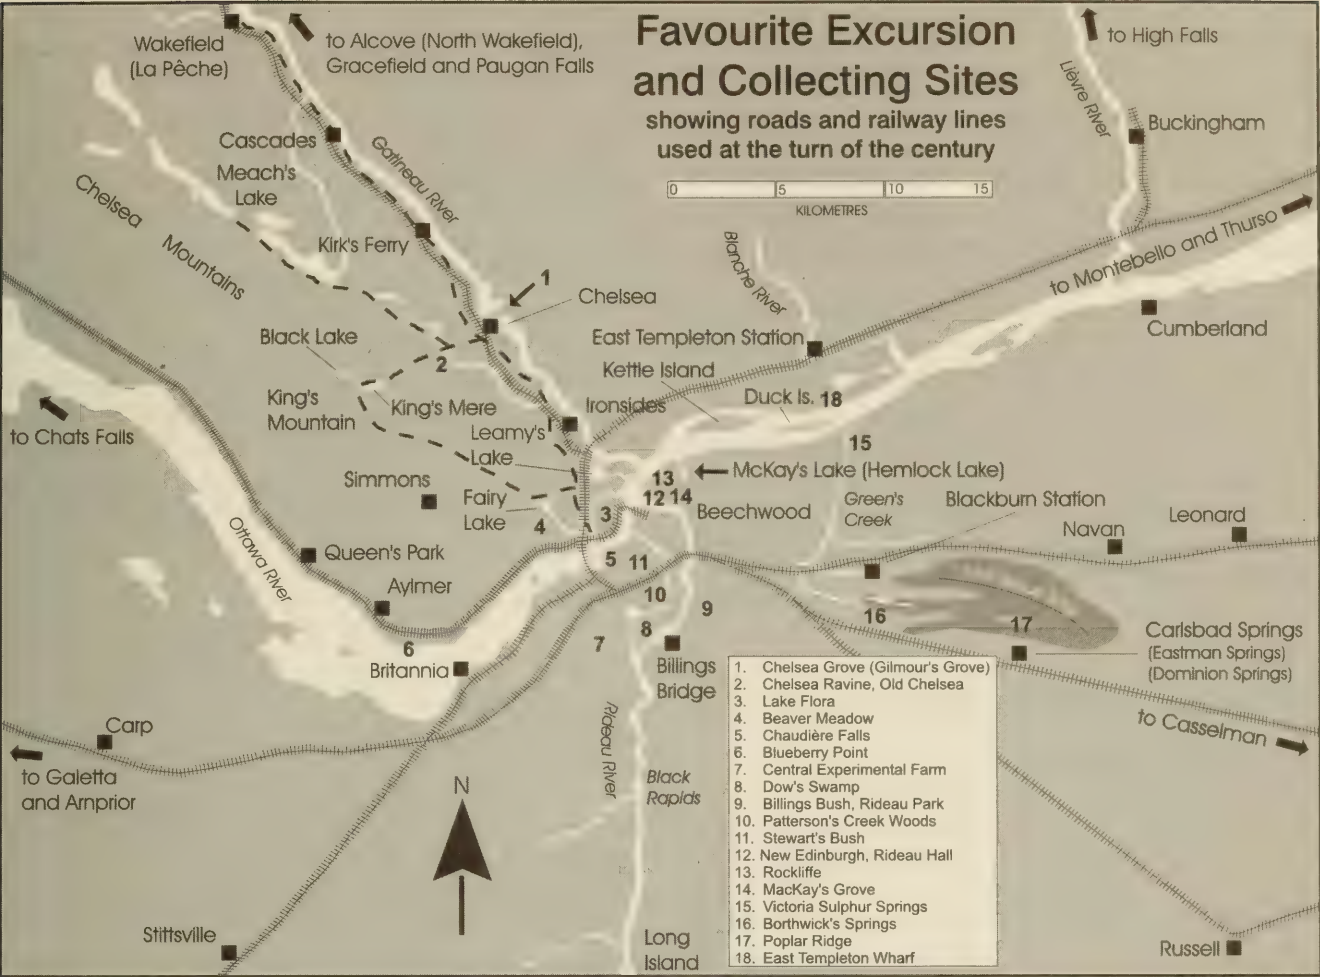 Favourite Excursion
and Collecting Sites
showing roads and railway lines
used at the turn of the century
0 5 10 15
KILOMETRES
Wakefield
(La Pêche)
to Alcove (North Wakefield),
Gracefield and Paugan Falls
to High Falls
Lièvre River
Buckingham
Cascades
Gatineau River
Meach's
Lake
Chelsea
Mountains
Kirk's Ferry
Blanche River
to Montebello and Thurso
1
Chelsea
Cumberland
Black Lake
2
East Templeton Station
Kettle Island
King's
Mountain
King's Mere
Ironsides
Duck Is. 18
to Chats Falls
Leamy's
Lake
15
McKay's Lake (Hemlock Lake)
13
Simmons
12 14
Fairy
Lake
Beechwood
Green's
Creek
Blackburn Station
Leonard
3
4
Navan
Ottawa River
Queen's Park
5
11
Aylmer
10
9
16
17
6
7
8
Britannia
Billings
Bridge
Carlsbad Springs
(Eastman Springs)
(Dominion Springs)
Carp
Rideau River
to Casselman
to Galetta
and Arnprior
N
Black
Rapids
1. Chelsea Grove (Gilmour's Grove)
2. Chelsea Ravine, Old Chelsea
3. Lake Flora
4. Beaver Meadow
5. Chaudière Falls
6. Blueberry Point
7. Central Experimental Farm
8. Dow's Swamp
9. Billings Bush, Rideau Park
10. Patterson's Creek Woods
11. Stewart's Bush
12. New Edinburgh, Rideau Hall
13. Rockliffe
14. MacKay's Grove
15. Victoria Sulphur Springs
16. Borthwick's Springs
17. Poplar Ridge
18. East Templeton Wharf
Stittsville
Long
Island
Russell